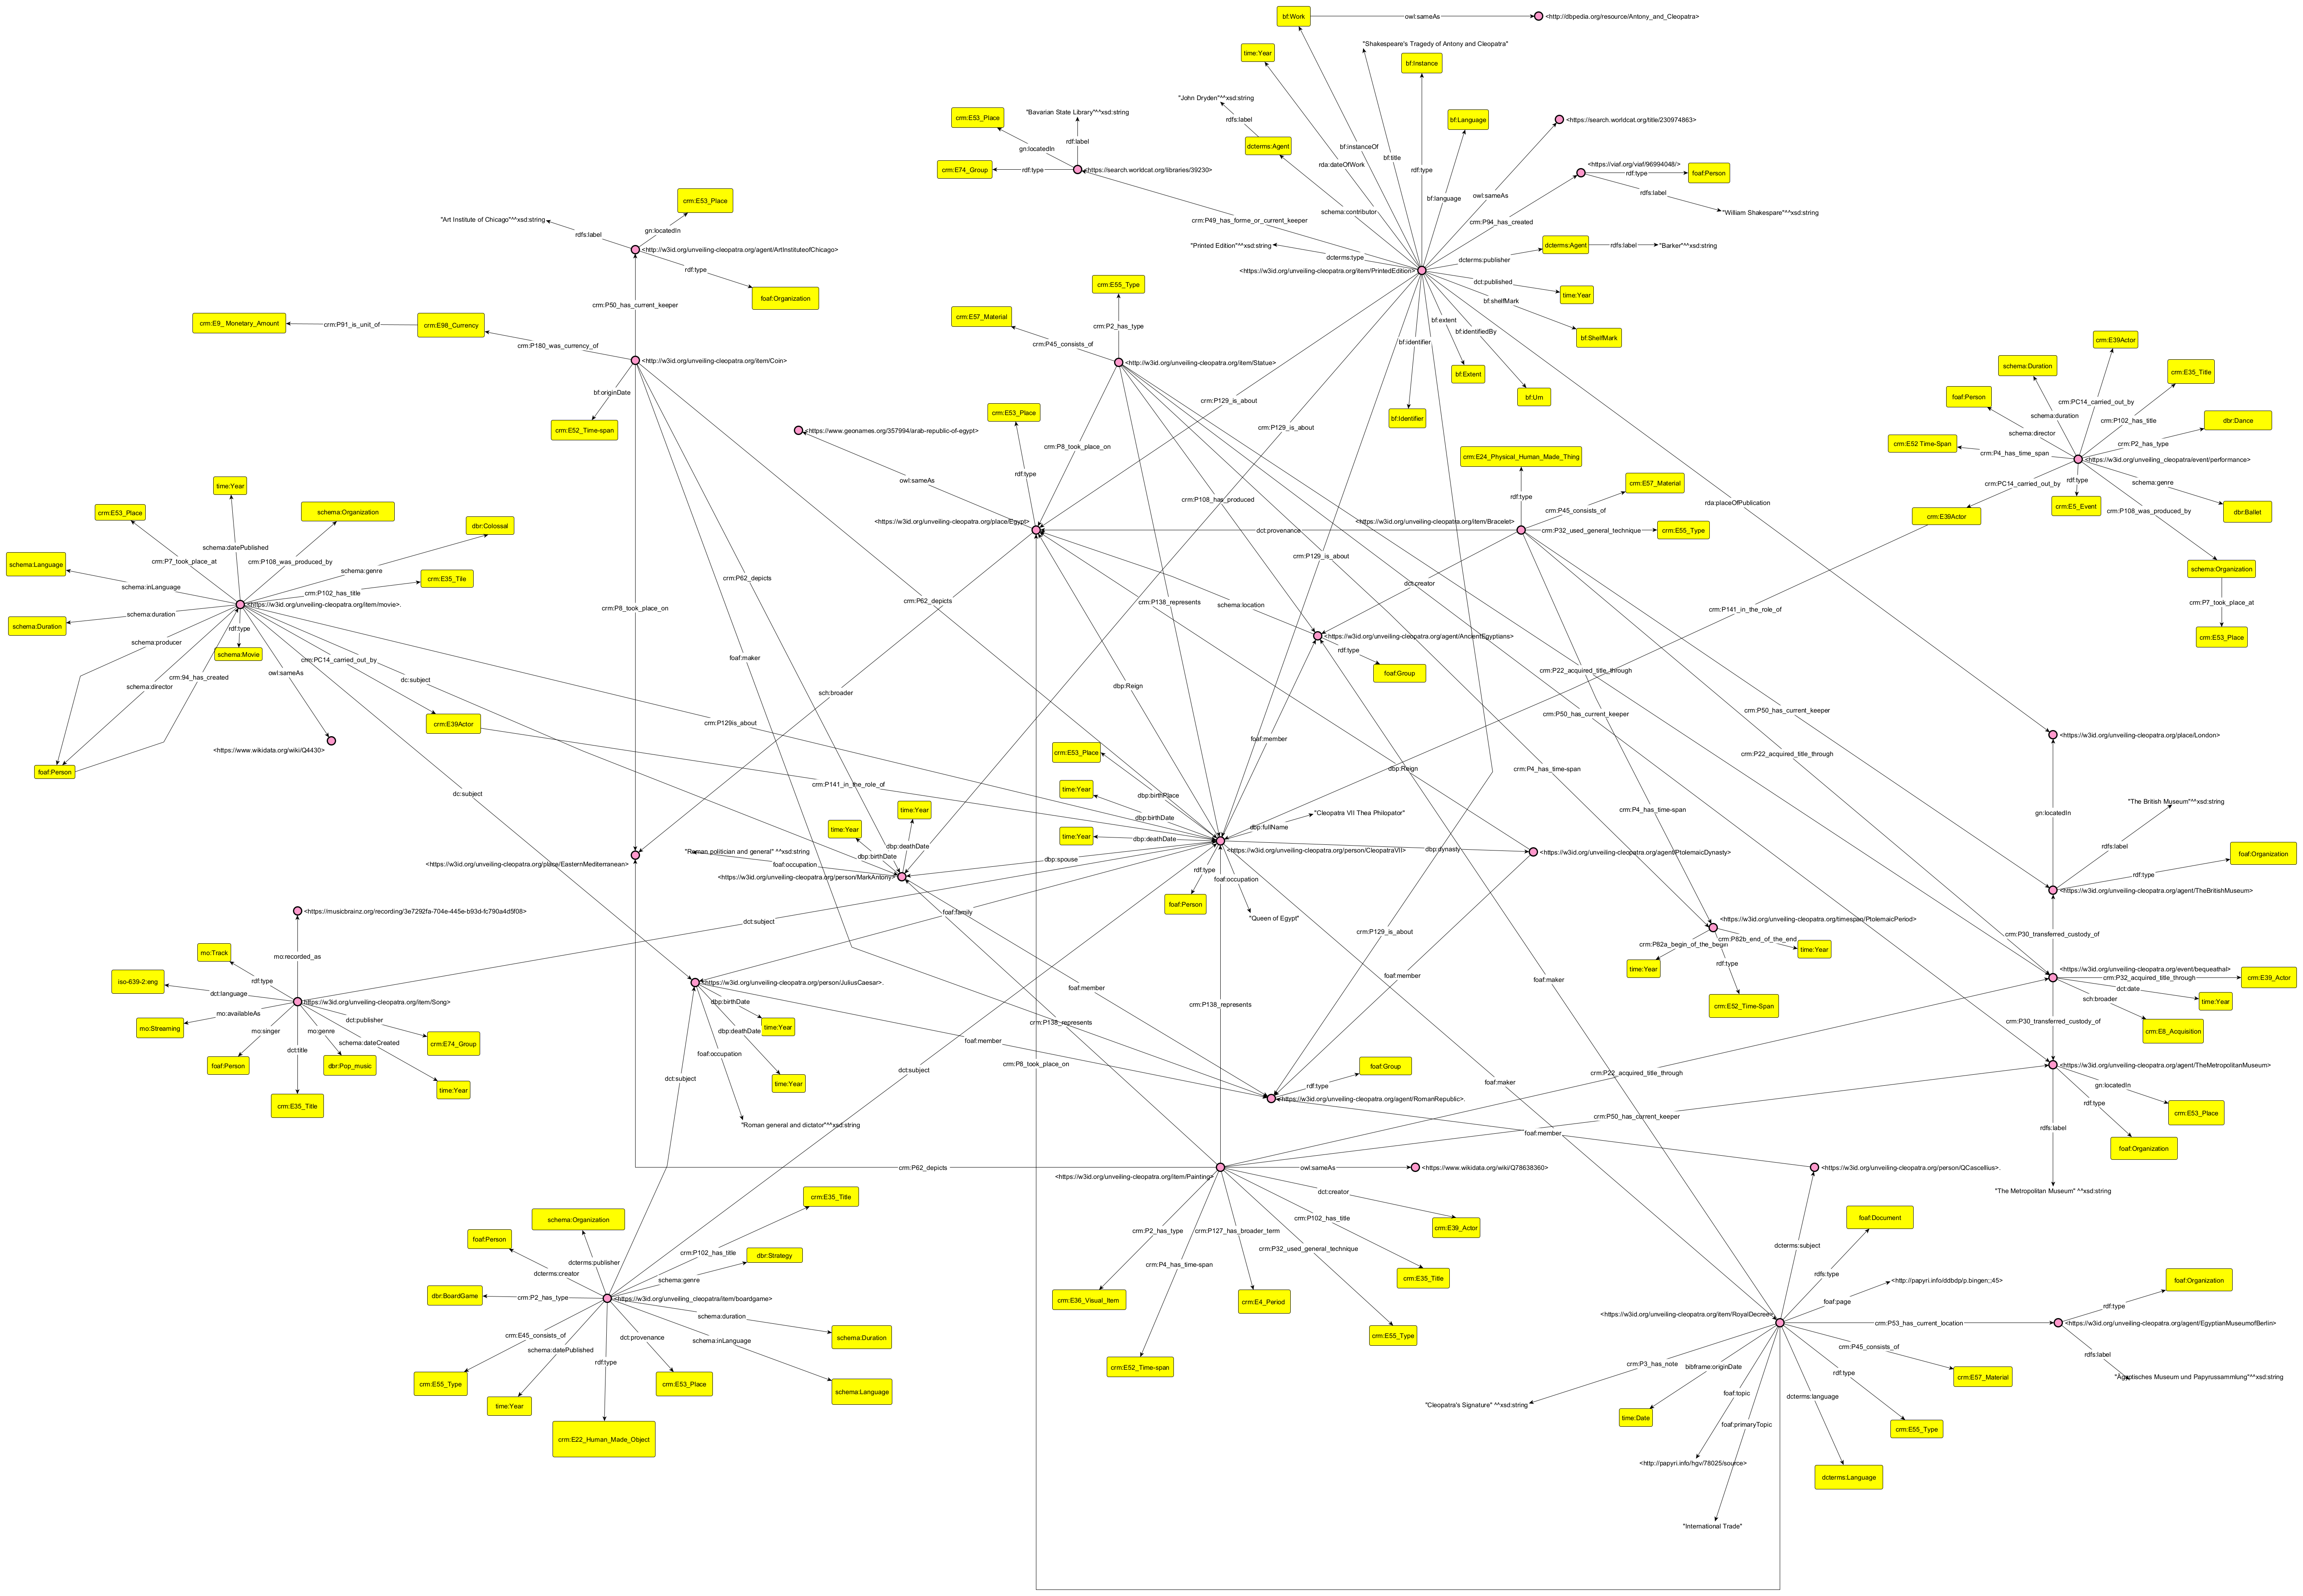 bf:Work
owl:sameAs
<http://dbpedia.org/resource/Antony_and_Cleopatra>
time:Year
"Shakespeare's Tragedy of Antony and Cleopatra"
bf:Instance
"John Dryden"^^xsd:string
rdfs:label
dcterms:Agent
bf:Language
<https://search.worldcat.org/title/230974863>
"Bavarian State Library"^^xsd:string
crm:E53_Place
gn:locatedIn
rdf:label
crm:E74_Group
rdf:type
<https://search.worldcat.org/libraries/39230>
bf:instanceOf
rda:dateOfWork
bf:title
rdf:type
bf:language
owl:sameAs
<https://viaf.org/viaf/96994048/>
rdf:type
foaf:Person
rdfs:label
"William Shakespare"^^xsd:string
crm:P94_has_created
schema:contributor
crm:P49_has_forme_or_current_keeper
"Printed Edition"^^xsd:string
dcterms:type
<https://w3id.org/unveiling-cleopatra.org/item/PrintedEdition>
dcterms:publisher
dcterms:Agent
rdfs:label
"Barker"^^xsd:string
dct:published
time:Year
bf:shelfMark
bf:ShelfMark
bf:extent
bf:identifiedBy
bf:identifier
bf:Extent
bf:Urn
bf:Identifier
crm:E53_Place
"Art Institute of Chicago"^^xsd:string
rdfs:label
gn:locatedIn
<http://w3id.org/unveiling-cleopatra.org/agent/ArtInstituteofChicago>
rdf:type
foaf:Organization
crm:P50_has_current_keeper
crm:E9_ Monetary_Amount
crm:P91_is_unit_of
crm:E98_Currency
crm:P180_was_currency_of
<http://w3id.org/unveiling-cleopatra.org/item/Coin>
bf:originDate
crm:E52_Time-span
crm:E55_Type
crm:E57_Material
crm:P2_has_type
crm:P45_consists_of
<http://w3id.org/unveiling-cleopatra.org/item/Statue>
crm:E39Actor
schema:Duration
crm:E35_Title
foaf:Person
crm:PC14_carried_out_by
schema:duration
crm:P102_has_title
dbr:Dance
schema:director
crm:P2_has_type
crm:E52 Time-Span
crm:P4_has_time_span
<https://w3id.org/unveiling_cleopatra/event/performance>
crm:PC14_carried_out_by
rdf:type
schema:genre
crm:E5_Event
dbr:Ballet
crm:E39Actor
crm:P108_was_produced_by
schema:Organization
crm:P7_took_place_at
crm:E53_Place
crm:E53_Place
<https://www.geonames.org/357994/arab-republic-of-egypt>
owl:sameAs
rdf:type
crm:P129_is_about
crm:P129_is_about
crm:P8_took_place_on
crm:E24_Physical_Human_Made_Thing
rdf:type
crm:E57_Material
crm:P45_consists_of
crm:P32_used_general_technique
crm:E55_Type
crm:P108_has_produced
rda:placeOfPublication
<https://w3id.org/unveiling-cleopatra.org/place/Egypt>
dct:provenance
<https://w3id.org/unveiling-cleopatra.org/item/Bracelet>
time:Year
crm:E53_Place
schema:Organization
dbr:Colossal
schema:datePublished
crm:P7_took_place_at
crm:P108_was_produced_by
schema:Language
schema:genre
schema:inLanguage
crm:E35_Tile
crm:P102_has_title
<https://w3id.org/unveiling-cleopatra.org/item/movie>.
schema:duration
schema:Duration
schema:producer
rdf:type
schema:Movie
crm:94_has_created
schema:director
owl:sameAs
crm:PC14_carried_out_by
dc:subject
foaf:Person
crm:E39Actor
<https://www.wikidata.org/wiki/Q4430>
crm:P129is_about
dc:subject
crm:P141_in_the_role_of
crm:P62_depicts
crm:P62_depicts
crm:P8_took_place_on
foaf:maker
sch:broader
crm:P129_is_about
crm:P138_represents
dct:creator
schema:location
<https://w3id.org/unveiling-cleopatra.org/agent/AncientEgyptians>
rdf:type
foaf:Group
crm:P141_in_the_role_of
crm:P22_acquired_title_through
dbp:Reign
crm:P50_has_current_keeper
crm:P50_has_current_keeper
crm:P22_acquired_title_through
<https://w3id.org/unveiling-cleopatra.org/place/London>
foaf:member
dbp:Reign
crm:P4_has_time-span
crm:P4_has_time-span
gn:locatedIn
"The British Museum"^^xsd:string
rdfs:label
foaf:Organization
rdf:type
<https://w3id.org/unveiling-cleopatra.org/agent/TheBritishMuseum>
crm:E53_Place
time:Year
dbp:birthPlace
dbp:birthDate
time:Year
dbp:deathDate
"Cleopatra VII Thea Philopator"
dbp:fullName
<https://w3id.org/unveiling-cleopatra.org/person/CleopatraVII>
dbp:dynasty
<https://w3id.org/unveiling-cleopatra.org/agent/PtolemaicDynasty>
rdf:type
foaf:occupation
foaf:Person
"Queen of Egypt"
time:Year
time:Year
dbp:deathDate
dbp:birthDate
"Roman politician and general" ^^xsd:string
foaf:occupation
dbp:spouse
<https://w3id.org/unveiling-cleopatra.org/place/EasternMediterranean>
<https://w3id.org/unveiling-cleopatra.org/person/MarkAntony>
<https://musicbrainz.org/recording/3e7292fa-704e-445e-b93d-fc790a4d5f08>
dct:subject
foaf:family
mo:Track
mo:recorded_as
iso-639-2:eng
rdf:type
dct:language
<https://w3id.org/unveiling-cleopatra.org/item/Song>
mo:availableAs
mo:Streaming
mo:singer
mo:genre
dct:publisher
schema:dateCreated
crm:E74_Group
foaf:Person
dct:title
dbr:Pop_music
time:Year
crm:E35_Title
<https://w3id.org/unveiling-cleopatra.org/person/JuliusCaesar>.
dbp:birthDate
time:Year
dbp:deathDate
time:Year
foaf:occupation
"Roman general and dictator"^^xsd:string
dct:subject
dct:subject
foaf:member
foaf:member
foaf:member
crm:P129_is_about
crm:P138_represents
crm:P138_represents
crm:P8_took_place_on
foaf:maker
foaf:maker
<https://w3id.org/unveiling-cleopatra.org/timespan/PtolemaicPeriod>
crm:P82a_begin_of_the_begin
crm:P82b_end_of_the_end
time:Year
time:Year
rdf:type
crm:E52_Time-Span
crm:P30_transferred_custody_of
<https://w3id.org/unveiling-cleopatra.org/event/bequeathal>
crm:P32_acquired_title_through
crm:E39_Actor
dct:date
time:Year
sch:broader
crm:E8_Acquisition
crm:P30_transferred_custody_of
<https://w3id.org/unveiling-cleopatra.org/agent/TheMetropolitanMuseum>
gn:locatedIn
crm:E53_Place
rdf:type
foaf:Organization
rdfs:label
"The Metropolitan Museum" ^^xsd:string
foaf:Group
rdf:type
<https://w3id.org/unveiling-cleopatra.org/agent/RomanRepublic>.
crm:P22_acquired_title_through
crm:P50_has_current_keeper
foaf:member
<https://w3id.org/unveiling-cleopatra.org/person/QCascellius>.
crm:P62_depicts
<https://w3id.org/unveiling-cleopatra.org/item/Painting>
owl:sameAs
<https://www.wikidata.org/wiki/Q78638360>
dct:creator
crm:E39_Actor
crm:P2_has_type
crm:P127_has_broader_term
crm:P102_has_title
crm:P32_used_general_technique
crm:P4_has_time-span
crm:E35_Title
crm:E36_Visual_Item
crm:E4_Period
crm:E55_Type
crm:E52_Time-span
crm:E35_Title
schema:Organization
foaf:Person
dcterms:publisher
crm:P102_has_title
dbr:Strategy
dcterms:creator
schema:genre
dbr:BoardGame
crm:P2_has_type
<https://w3id.org/unveiling_cleopatra/item/boardgame>
schema:duration
schema:Duration
crm:E45_consists_of
schema:datePublished
dct:provenance
schema:inLanguage
rdf:type
crm:E55_Type
crm:E53_Place
schema:Language
time:Year
crm:E22_Human_Made_Object
foaf:Document
dcterms:subject
rdfs:type
<http://papyri.info/ddbdp/p.bingen;;45>
foaf:page
foaf:Organization
rdf:type
<https://w3id.org/unveiling-cleopatra.org/item/RoyalDecree>
crm:P53_has_current_location
<https://w3id.org/unveiling-cleopatra.org/agent/EgyptianMuseumofBerlin>
rdfs:label
"Ägyptisches Museum und Papyrussammlung"^^xsd:string
crm:P3_has_note
bibframe:originDate
crm:P45_consists_of
crm:E57_Material
rdf:type
dcterms:language
foaf:topic
"Cleopatra's Signature" ^^xsd:string
time:Date
foaf:primaryTopic
crm:E55_Type
<http://papyri.info/hgv/78025/source>
dcterms:Language
"International Trade"